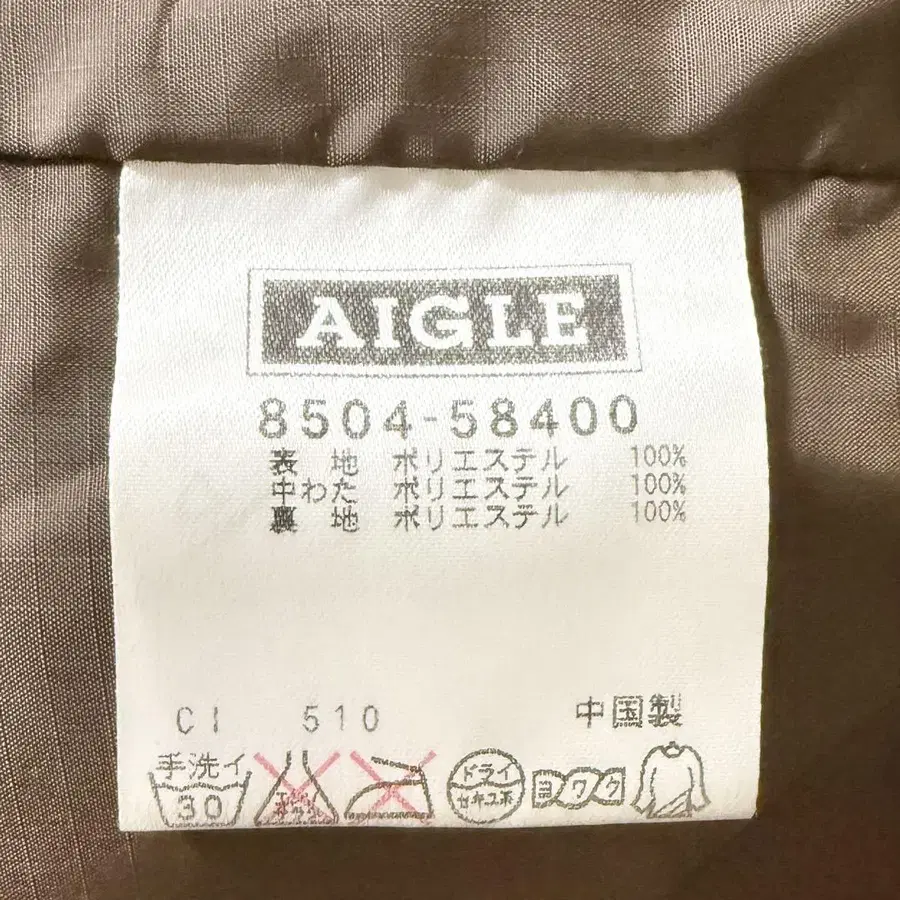 AIGLE
8504-58400
表 地 ポリエステル 100%
中わた ポリエステル 100%
裏 地 ポリエステル 100%
CI 510 中国製
手洗イ
30
ドライ
セキユ系
ヨワク